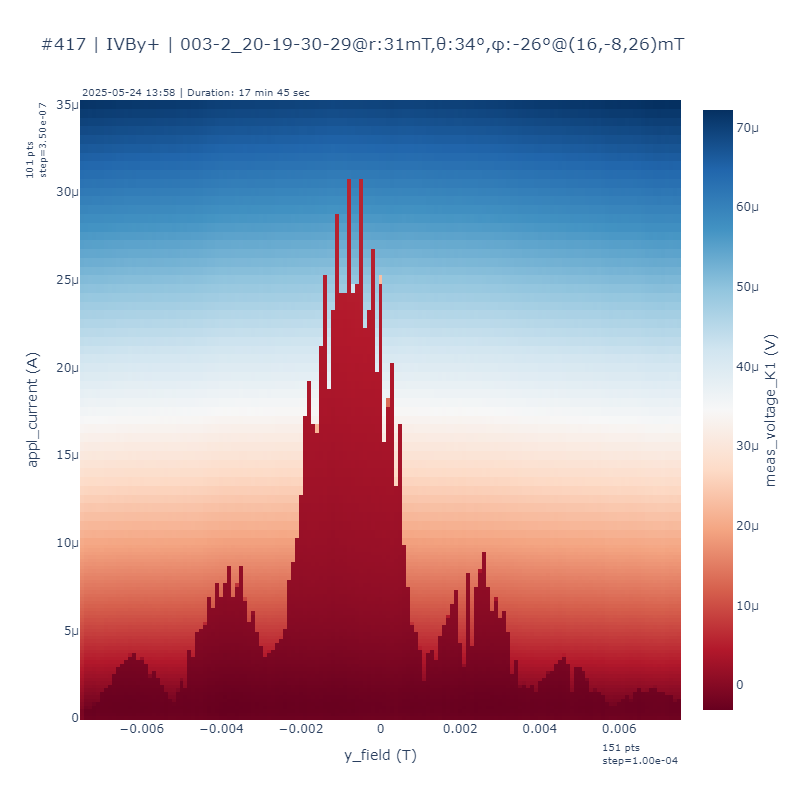 #417 | IVBy+ | 003-2_20-19-30-29@r:31mT,θ:34°,φ:-26°@(16,-8,26)mT
2025-05-24 13:58 | Duration: 17 min 45 sec
101 pts
step=3.50e-07
35μ
30μ
25μ
20μ
15μ
10μ
5μ
0
appl_current (A)
−0.006
−0.004
−0.002
0
0.002
0.004
0.006
y_field (T)
151 pts
step=1.00e-04
70μ
60μ
50μ
40μ
30μ
20μ
10μ
0
meas_voltage_K1 (V)